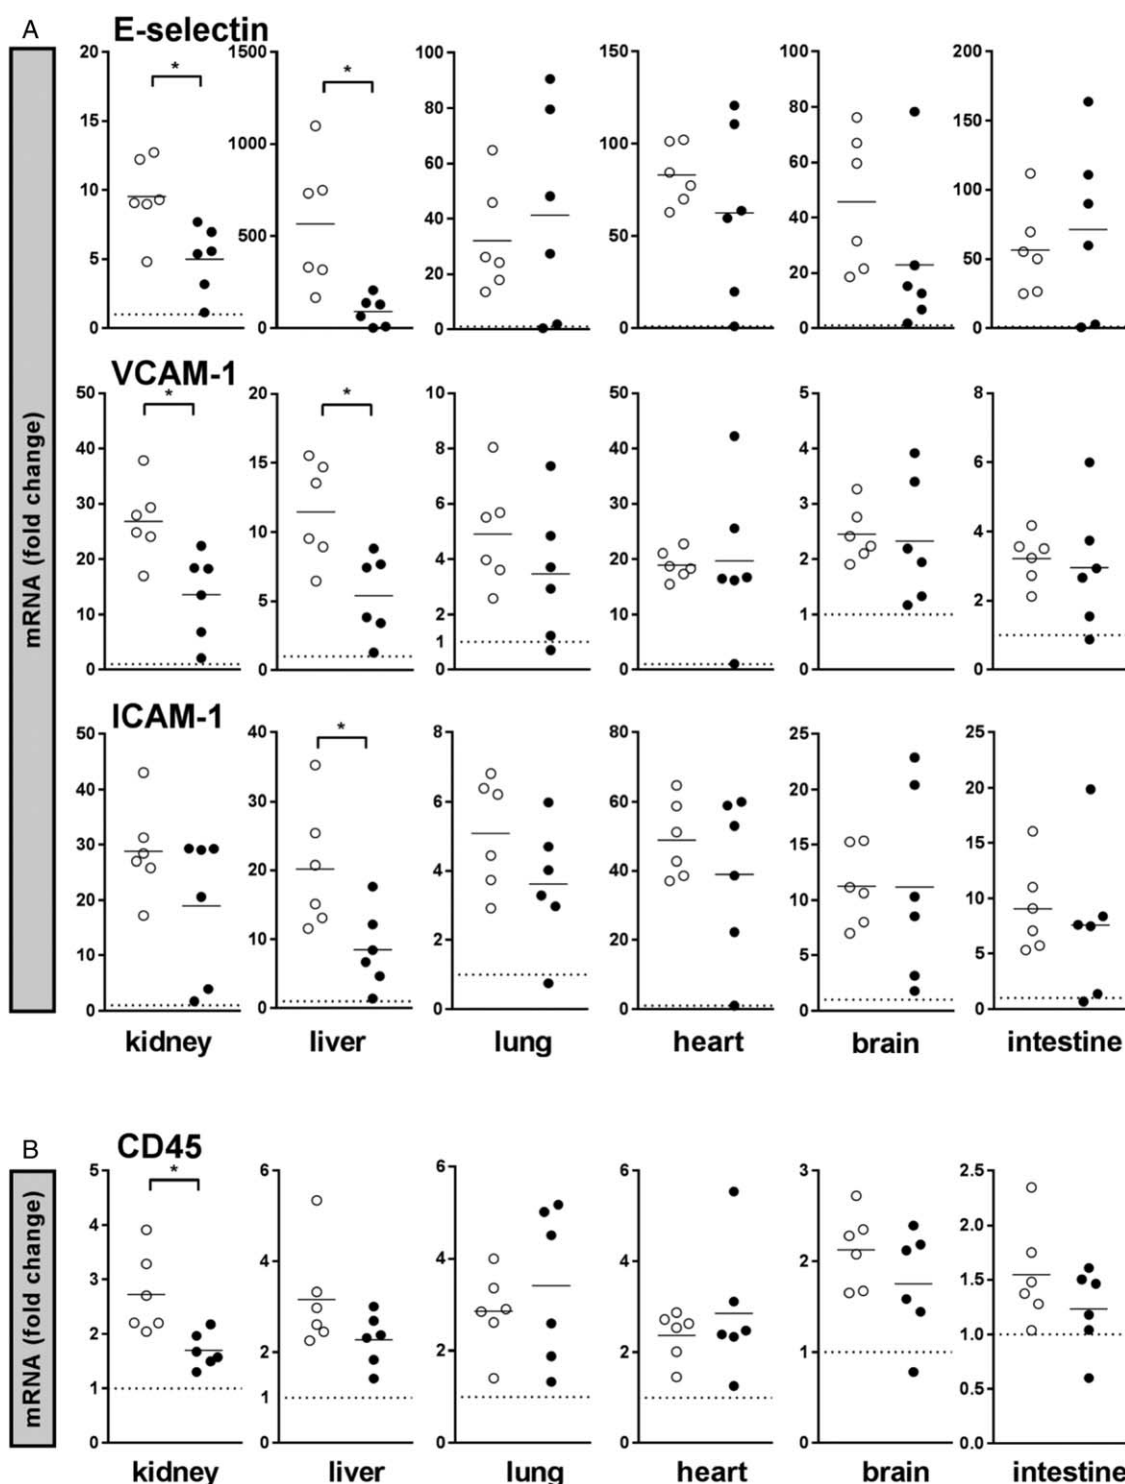 A
E-selectin
mRNA (fold change)
20 15 10 5 0 *
1500 1000 500 0 *
100 80 60 40 20 0
150 100 50 0
100 80 60 40 20 0
200 150 100 50 0
VCAM-1
50 40 30 20 10 0 *
20 15 10 5 0 *
10 8 6 4 2 1 0
50 40 30 20 10 0
5 4 3 2 1 0
8 6 4 2 0
ICAM-1
50 40 30 20 10 0
40 30 20 10 0 *
8 6 4 2 0
80 60 40 20 0
25 20 15 10 5 0
25 20 15 10 5 0
kidney liver lung heart brain intestine
B
CD45
mRNA (fold change)
5 4 3 2 1 0 *
6 4 2 1 0
6 4 2 0
6 4 2 0
3 2 1 0
2.5 2.0 1.5 1.0 0.5 0.0
kidney liver lung heart brain intestine